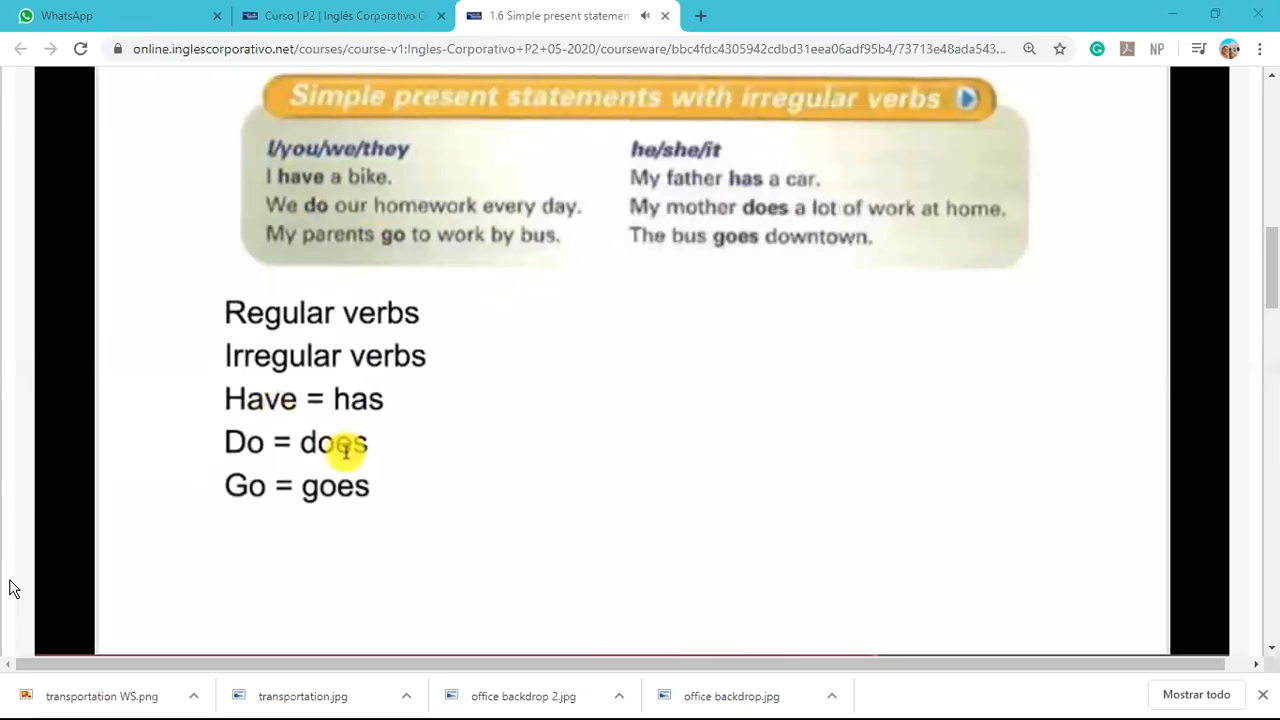 WhatsApp
Curso | P2 | Inglés Corporativo C
1.6 Simple present statemen
online.inglescorporativo.net/courses/course-v1:Ingles-Corporativo+P2+05-2020/courseware/bbc4fdc4305942cdbd31eea06adf95b4/73713e48ada543...
NP
Simple present statements with irregular verbs
I/you/we/they
I have a bike.
We do our homework every day.
My parents go to work by bus.
he/she/it
My father has a car.
My mother does a lot of work at home.
The bus goes downtown.
Regular verbs
Irregular verbs
Have = has
Do = does
Go = goes
transportation WS.png
transportation.jpg
office backdrop 2.jpg
office backdrop.jpg
Mostrar todo